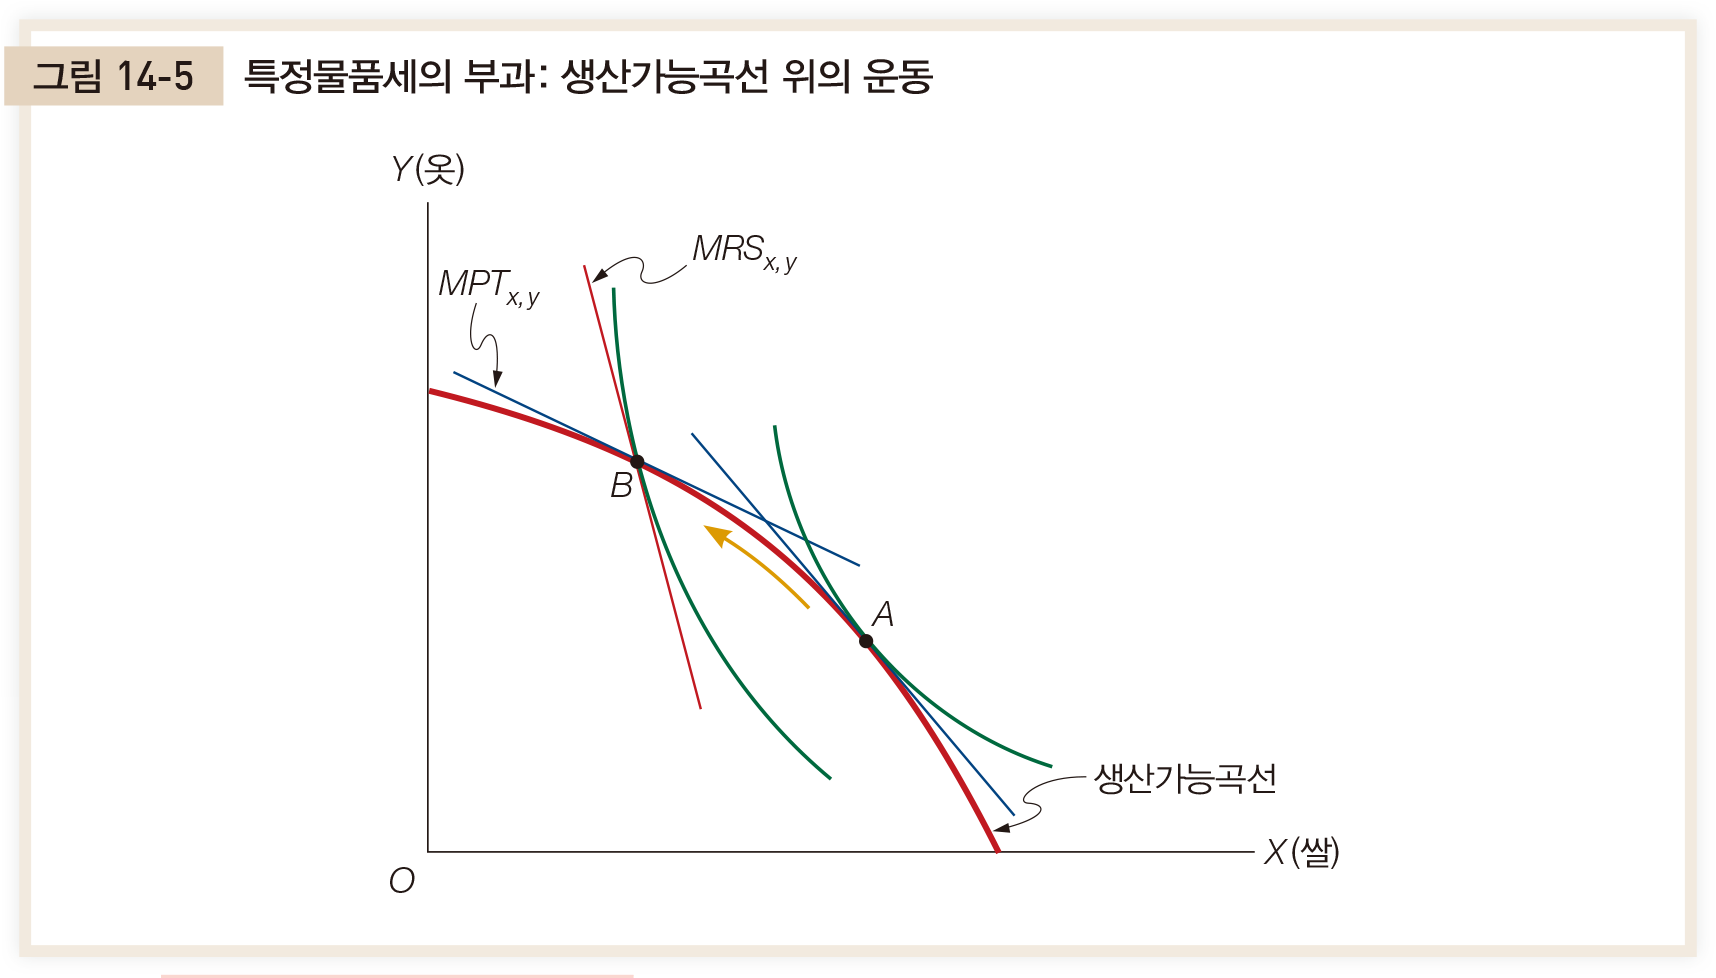 그림 14-5 특정물품세의 부과: 생산가능곡선 위의 운동
Y(옷)
MRSx, y
MPTx, y
B
A
생산가능곡선
X(쌀)
O